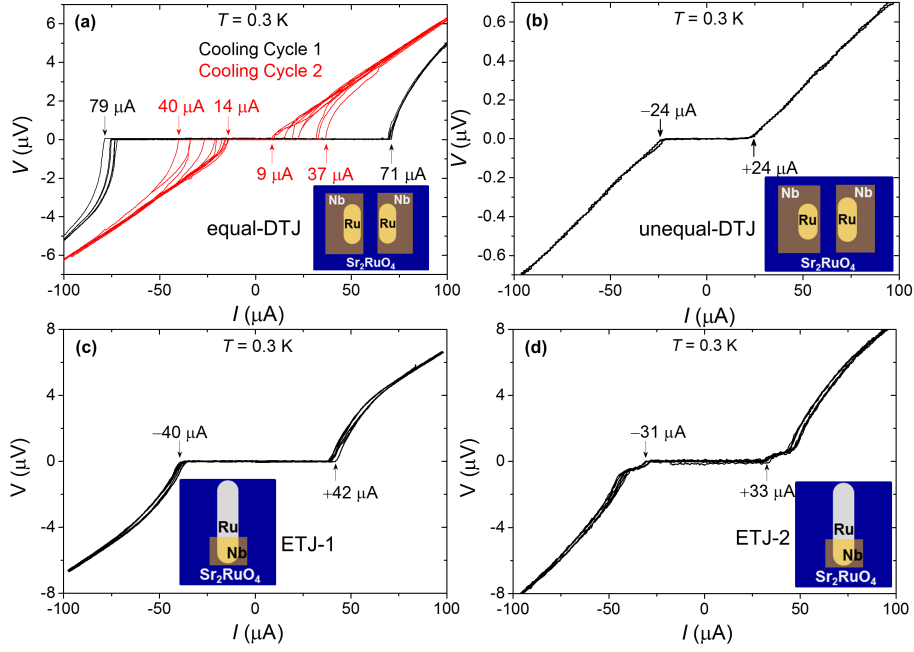 (a)
T = 0.3 K
Cooling Cycle 1
Cooling Cycle 2
79 μA
40 μA
14 μA
9 μA
37 μA
71 μA
equal-DTJ
Nb
Nb
Ru
Ru
Sr₂RuO₄
V (μV)
6
4
2
0
-2
-4
-6
-100
-50
0
50
100
I (μA)
(b)
T = 0.3 K
−24 μA
+24 μA
unequal-DTJ
Nb
Nb
Ru
Ru
Sr₂RuO₄
V (μV)
0.6
0.4
0.2
0.0
-0.2
-0.4
-0.6
-100
-50
0
50
100
I (μA)
(c)
T = 0.3 K
−40 μA
+42 μA
ETJ-1
Ru
Nb
Sr₂RuO₄
V (μV)
8
4
0
-4
-8
-100
-50
0
50
100
I (μA)
(d)
T = 0.3 K
−31 μA
+33 μA
ETJ-2
Ru
Nb
Sr₂RuO₄
V (μV)
8
4
0
-4
-8
-100
-50
0
50
100
I (μA)